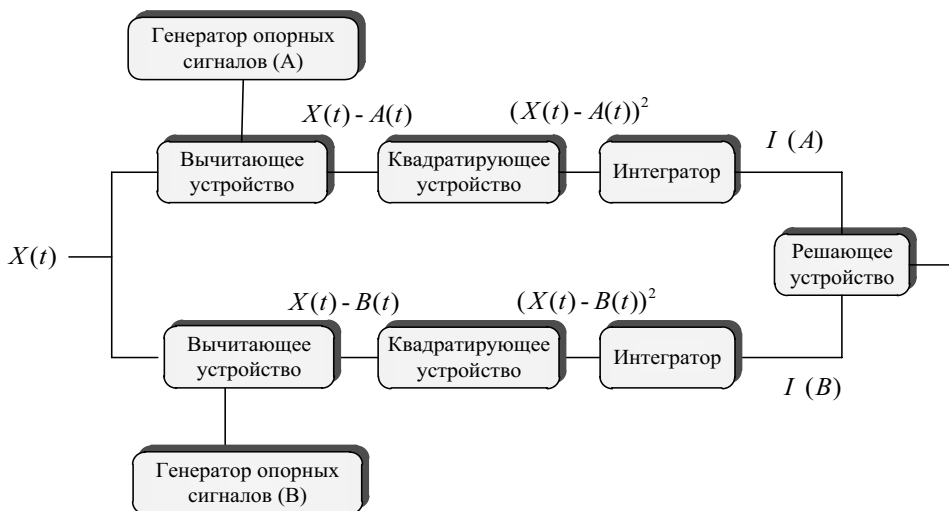 Генератор опорных
сигналов (A)
X(t) - A(t)
(X(t) - A(t))²
I (A)
Вычитающее
устройство
Квадратирующее
устройство
Интегратор
X(t)
Решающее
устройство
X(t) - B(t)
(X(t) - B(t))²
Вычитающее
устройство
Квадратирующее
устройство
Интегратор
I (B)
Генератор опорных
сигналов (B)